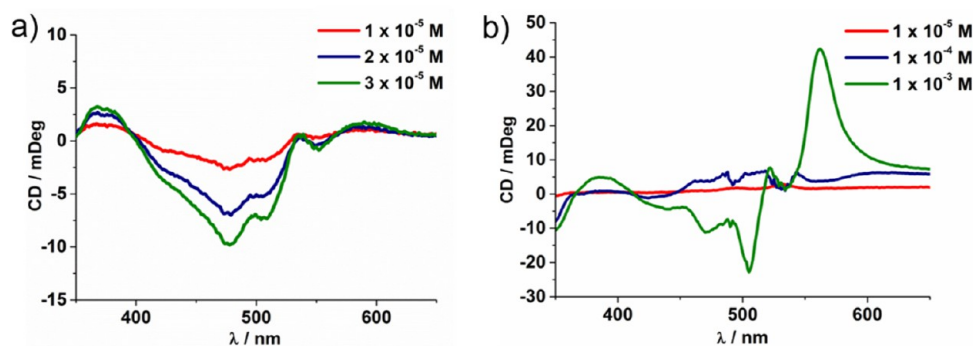 a)
1 x 10⁻⁵ M
2 x 10⁻⁵ M
3 x 10⁻⁵ M
CD / mDeg
10
5
0
-5
-10
-15
400 500 600
λ / nm
b)
1 x 10⁻⁵ M
1 x 10⁻⁴ M
1 x 10⁻³ M
CD / mDeg
50
40
30
20
10
0
-10
-20
-30
400 500 600
λ / nm